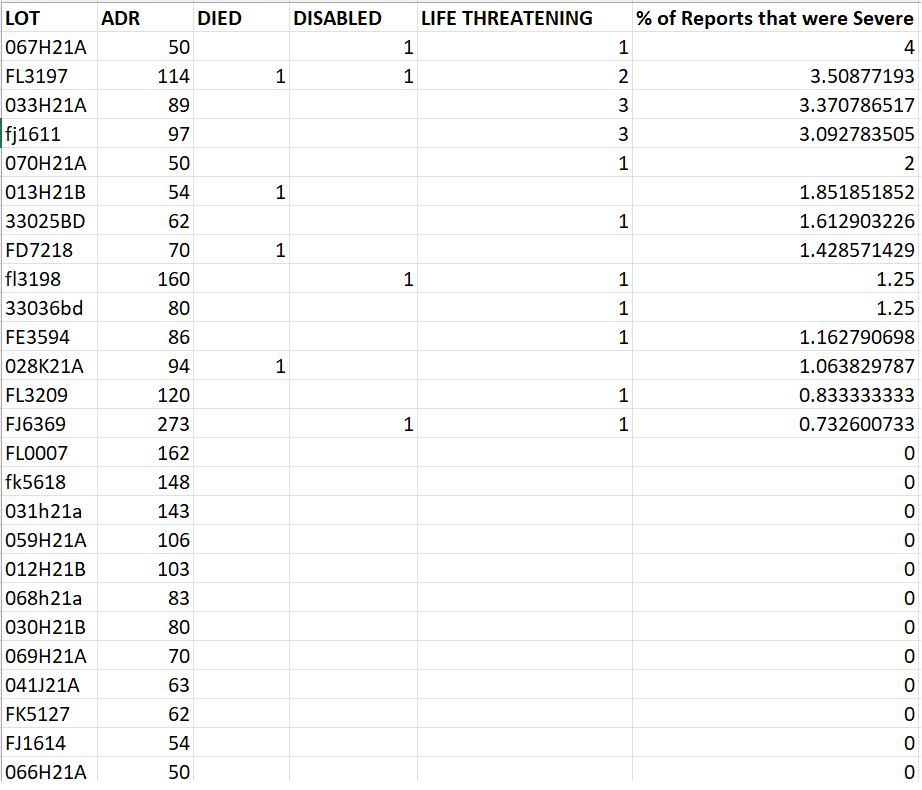 LOT ADR DIED DISABLED LIFE THREATENING % of Reports that were Severe
067H21A 50 1 1 4
FL3197 114 1 1 2 3.50877193
033H21A 89 3 3.370786517
fj1611 97 3 3.092783505
070H21A 50 1 2
013H21B 54 1 1.851851852
33025BD 62 1 1.612903226
FD7218 70 1 1.428571429
fl3198 160 1 1 1.25
33036bd 80 1 1.25
FE3594 86 1 1.162790698
028K21A 94 1 1.063829787
FL3209 120 1 0.833333333
FJ6369 273 1 1 0.732600733
FL0007 162 0
fk5618 148 0
031h21a 143 0
059H21A 106 0
012H21B 103 0
068h21a 83 0
030H21B 80 0
069H21A 70 0
041J21A 63 0
FK5127 62 0
FJ1614 54 0
066H21A 50 0